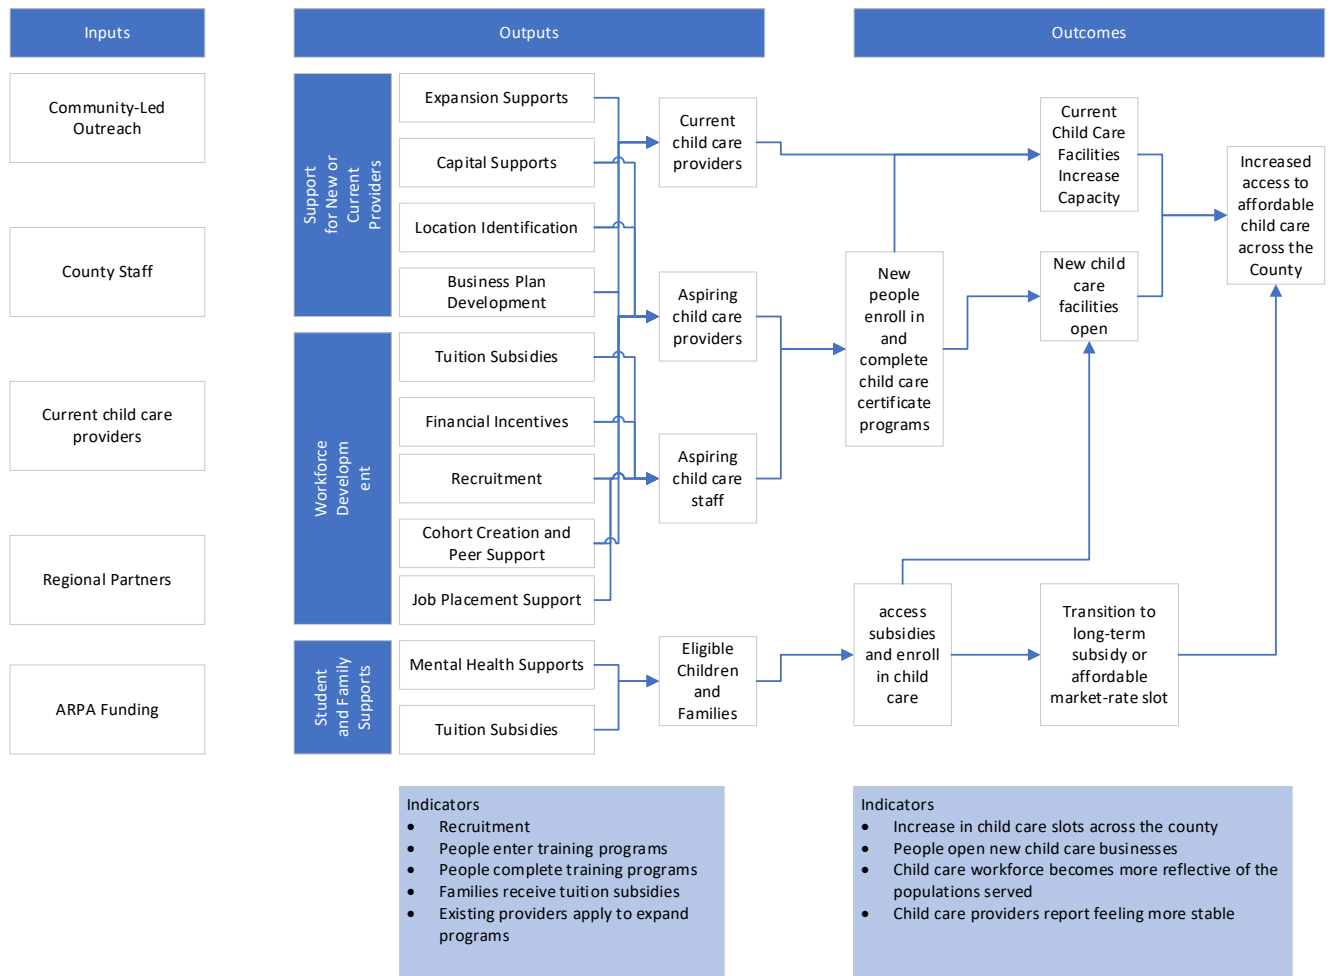 Inputs
Outputs
Outcomes
Community-Led
Outreach
County Staff
Current child care
providers
Regional Partners
ARPA Funding
Support
for New or
Current
Providers
Expansion Supports
Capital Supports
Location Identification
Business Plan
Development
Workforce
Developm
ent
Tuition Subsidies
Financial Incentives
Recruitment
Cohort Creation and
Peer Support
Job Placement Support
Student
and Family
Supports
Mental Health Supports
Tuition Subsidies
Current
child care
providers
Aspiring
child care
providers
Aspiring
child care
staff
Eligible
Children
and
Families
New
people
enroll in
and
complete
child care
certificate
programs
access
subsidies
and enroll
in child
care
Current
Child Care
Facilities
Increase
Capacity
New child
care
facilities
open
Transition to
long-term
subsidy or
affordable
market-rate slot
Increased
access to
affordable
child care
across the
County
Indicators
• Recruitment
• People enter training programs
• People complete training programs
• Families receive tuition subsidies
• Existing providers apply to expand
programs
Indicators
• Increase in child care slots across the county
• People open new child care businesses
• Child care workforce becomes more reflective of the
populations served
• Child care providers report feeling more stable